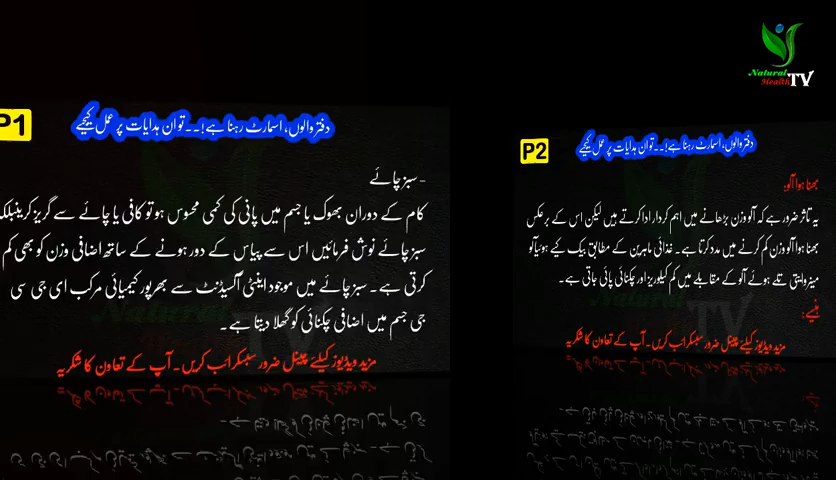 Natural
Health TV
P1
دفتر والوں، اسمارٹ رہنا ہے!۔۔تو ان ہدایات پر عمل کیجیے
- سبز چائے
کام کے دوران بھوک یا جسم میں پانی کی کمی محسوس ہو تو کافی یا چائے سے گریز کریں بلکہ
سبز چائے نوش فرمائیں اس سے پیاس کے دور ہونے کے ساتھ اضافی وزن کو بھی کم
کرتی ہے۔ سبز چائے میں موجود اینٹی آکسیڈنٹ سے بھرپور کیمیائی مرکب ای جی سی
جی جسم میں اضافی چکنائی کو گھلا دیتا ہے۔
مزید ویڈیوز کیلئے چینل ضرور سبسکرائب کریں۔ آپ کے تعاون کا شکریہ
P2
دفتر والوں، اسمارٹ رہنا ہے!۔۔تو ان ہدایات پر عمل کیجیے
بھنا ہوا آلو:
یہ تاثر ضرور ہے کہ آلو وزن بڑھانے میں اہم کردار ادا کرتے ہیں لیکن اس کے برعکس
بھنا ہوا آلو وزن کم کرنے میں مدد کرتا ہے۔ غذائی ماہرین کے مطابق بیک کیے ہوئے آلو
میئر تلے ہوئے آلو کے مقابلے میں کم کیلوریز اور چکنائی پائی جاتی ہے۔
مزید ویڈیوز کیلئے چینل ضرور سبسکرائب کریں۔ آپ کے تعاون کا شکریہ